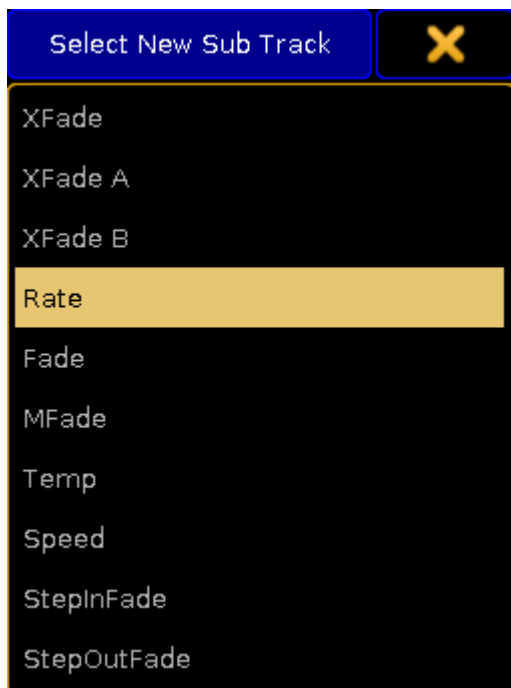 Select New Sub Track
XFade
XFade A
XFade B
Rate
Fade
MFade
Temp
Speed
StepInFade
StepOutFade